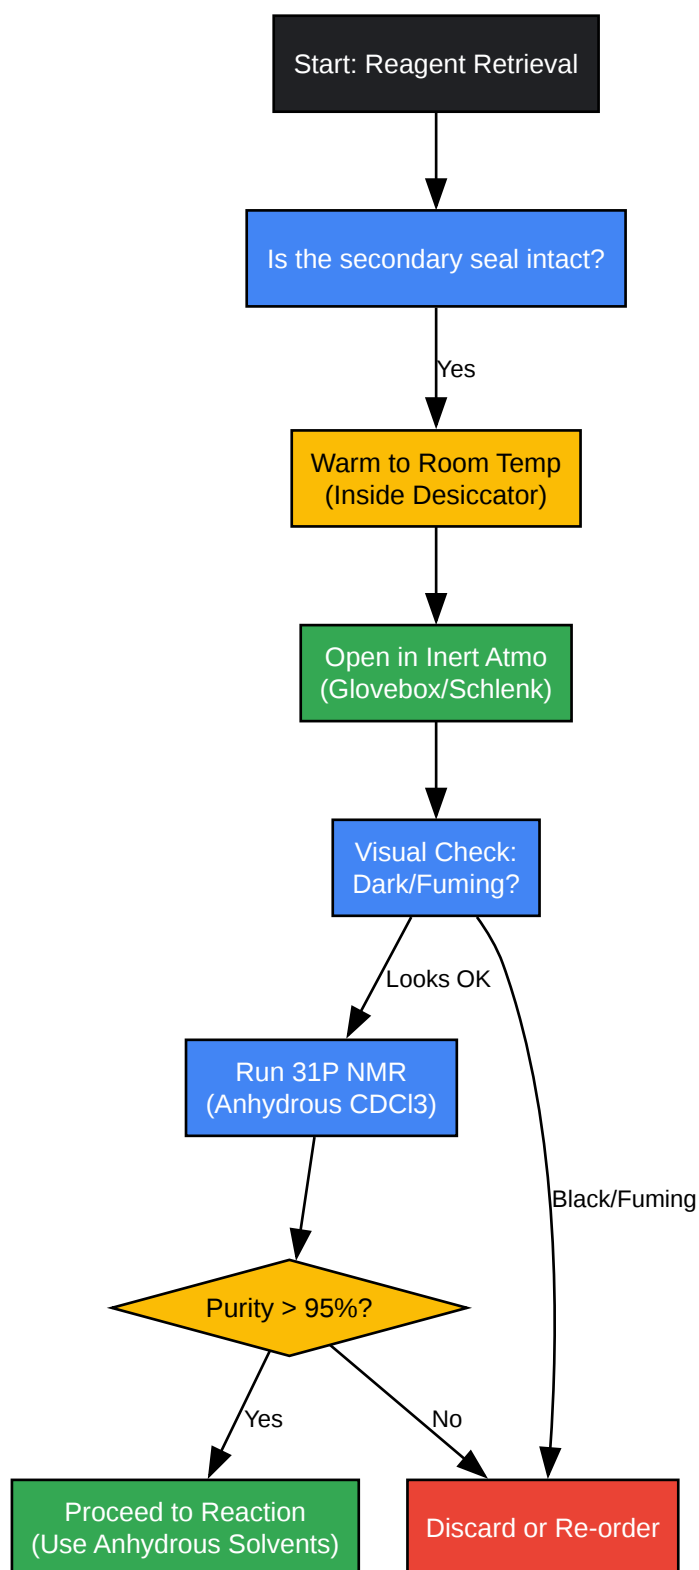 Start: Reagent Retrieval
Is the secondary seal intact?
Yes
Warm to Room Temp
(Inside Desiccator)
Open in Inert Atmo
(Glovebox/Schlenk)
Visual Check:
Dark/Fuming?
Looks OK
Run 31P NMR
(Anhydrous CDCl3)
Black/Fuming
Purity > 95%?
Yes
No
Proceed to Reaction
(Use Anhydrous Solvents)
Discard or Re-order